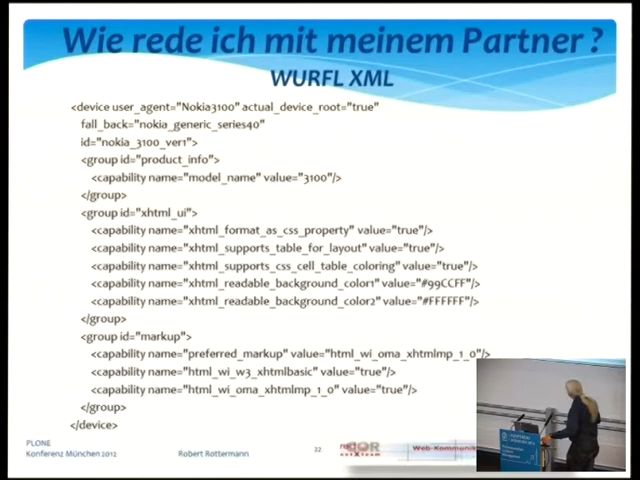 Wie rede ich mit meinem Partner ?
WURFL XML
<device user_agent="Nokia3100" actual_device_root="true"
fall_back="nokia_generic_series40"
id="nokia_3100_ver1">
<group id="product_info">
<capability name="model_name" value="3100"/>
</group>
<group id="xhtml_ui">
<capability name="xhtml_format_as_css_property" value="true"/>
<capability name="xhtml_supports_table_for_layout" value="true"/>
<capability name="xhtml_supports_css_cell_table_coloring" value="true"/>
<capability name="xhtml_readable_background_color1" value="#99CCFF"/>
<capability name="xhtml_readable_background_color2" value="#FFFFFF"/>
</group>
<group id="markup">
<capability name="preferred_markup" value="html_wi_oma_xhtmlmp_1_0"/>
<capability name="html_wi_w3_xhtmlbasic" value="true"/>
<capability name="html_wi_oma_xhtmlmp_1_0" value="true"/>
</group>
</device>
PLONE
Konferenz München 2012
Robert Rottermann
22
Web-Kommunik